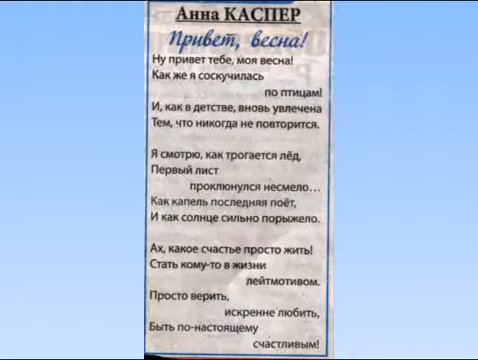 Анна КАСПЕР
Привет, весна!
Ну привет тебе, моя весна!
Как же я соскучилась
по птицам!
И, как в детстве, вновь увлечена
Тем, что никогда не повторится.
Я смотрю, как трогается лёд,
Первый лист
проклюнулся несмело...
Как капель последняя поёт,
И как солнце сильно порыжело.
Ах, какое счастье просто жить!
Стать кому-то в жизни
лейтмотивом.
Просто верить,
искренне любить,
Быть по-настоящему
счастливым!